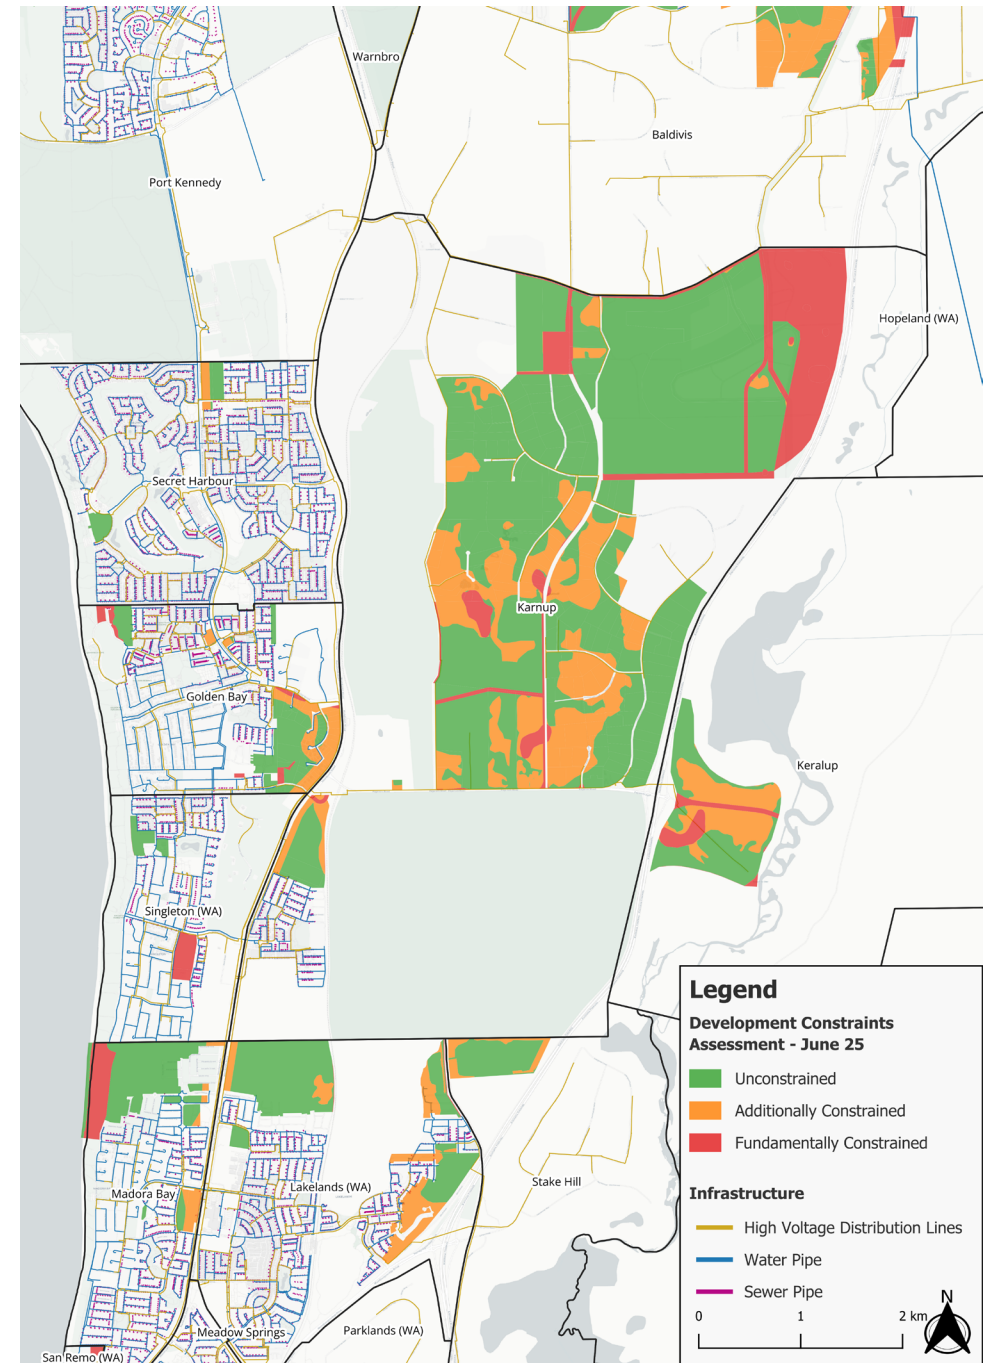 Warnbro
Baldivis
Port Kennedy
Hopeland (WA)
Secret Harbour
Karnup
Golden Bay
Keralup
Singleton (WA)
Legend
Development Constraints
Assessment - June 25
Unconstrained
Additionally Constrained
Fundamentally Constrained
Infrastructure
High Voltage Distribution Lines
Water Pipe
Sewer Pipe
N
0 1 2 km
Stake Hill
Lakelands (WA)
Madora Bay
Meadow Springs
Parklands (WA)
San Remo (WA)